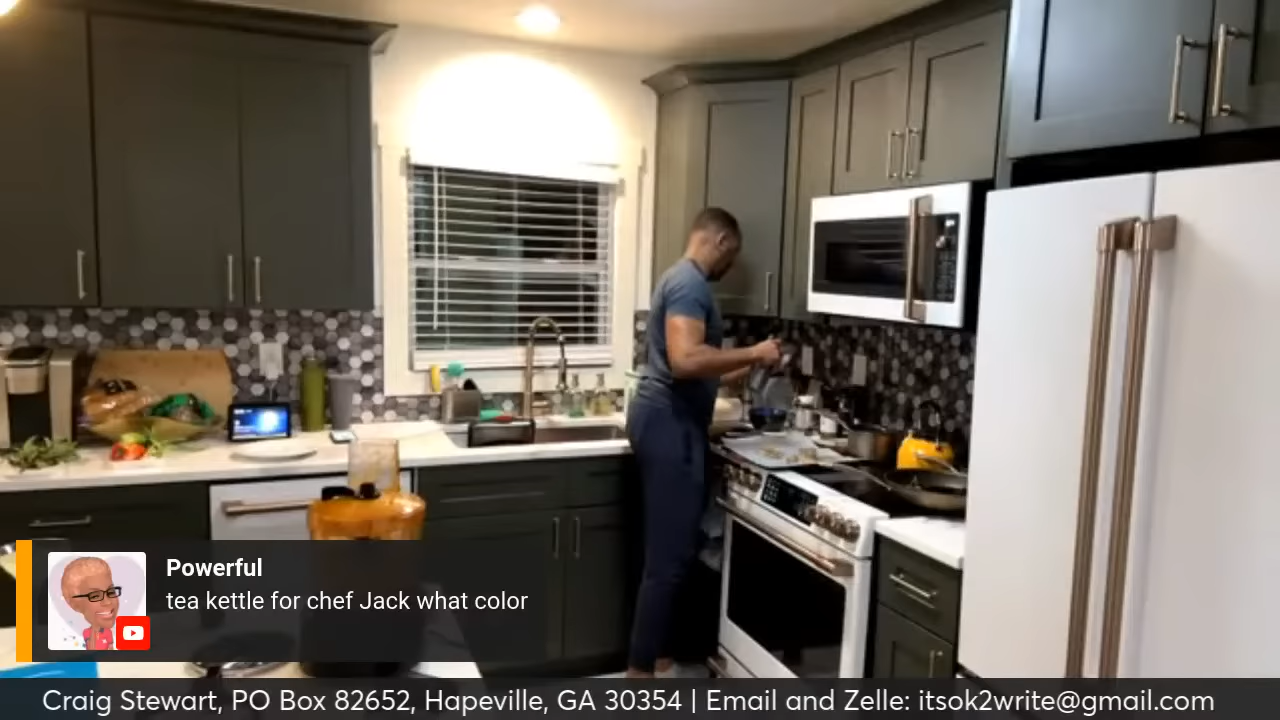 Powerful
tea kettle for chef Jack what color
Craig Stewart, PO Box 82652, Hapeville, GA 30354 | Email and Zelle: itsok2write@gmail.com